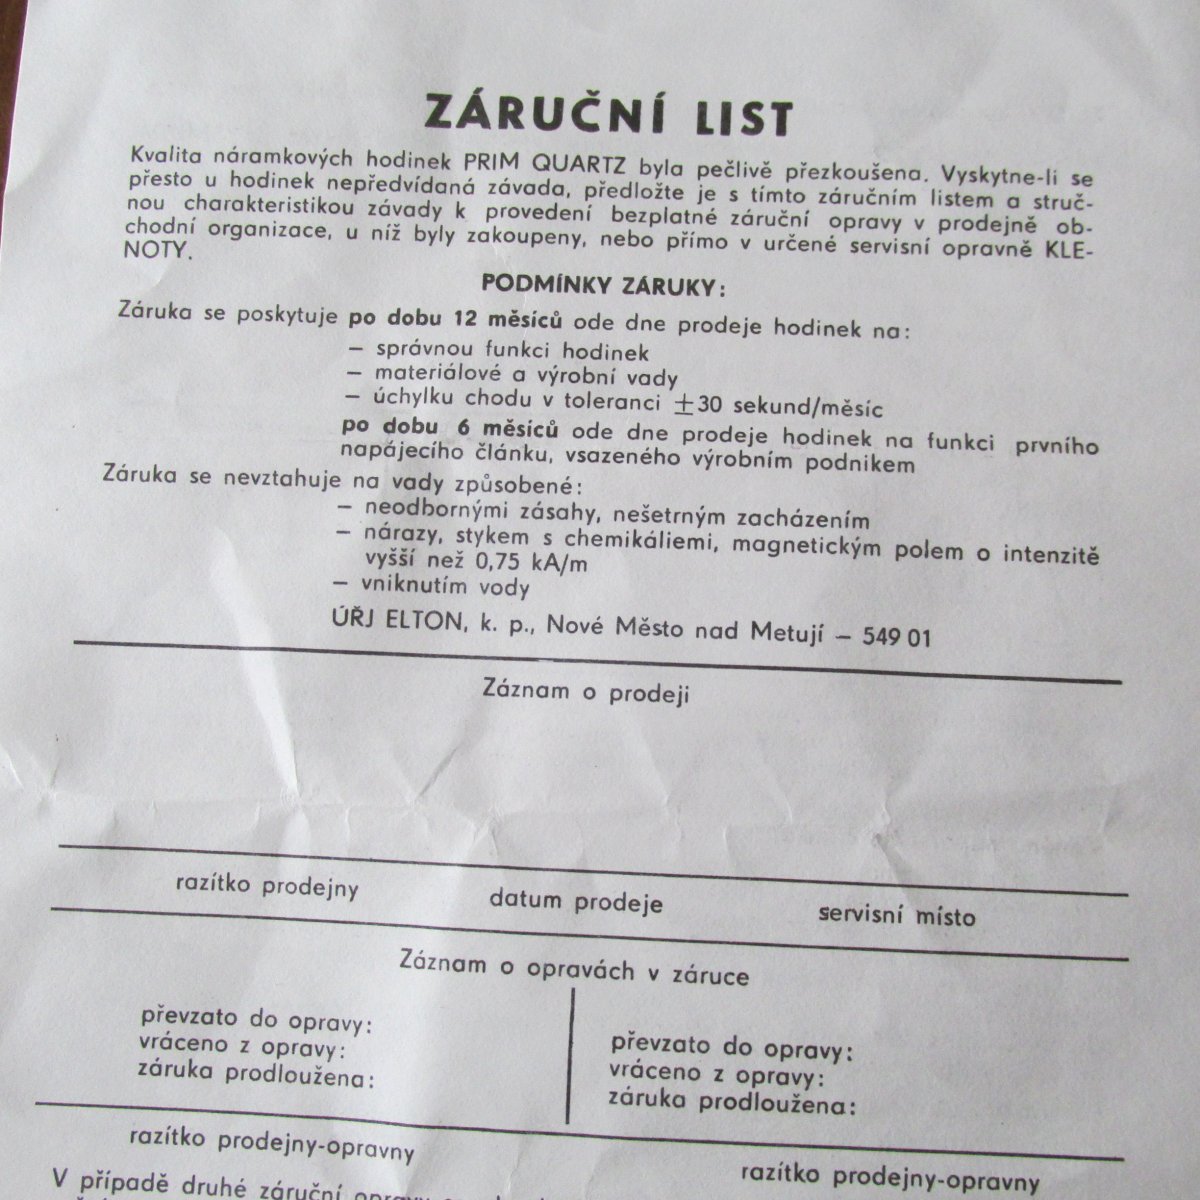 ZÁRUČNÍ LIST
Kvalita náramkových hodinek PRIM QUARTZ byla pečlivě přezkoušena. Vyskytne-li se
přesto u hodinek nepředvídaná závada, předložte je s tímto záručním listem a struč-
nou charakteristikou závady k provedení bezplatné záruční opravy v prodejně ob-
chodní organizace, u níž byly zakoupeny, nebo přímo v určené servisní opravně KLE-
NOTY.
PODMÍNKY ZÁRUKY:
Záruka se poskytuje po dobu 12 měsíců ode dne prodeje hodinek na:
— správnou funkci hodinek
— materiálové a výrobní vady
— úchylku chodu v toleranci ±30 sekund/měsíc
po dobu 6 měsíců ode dne prodeje hodinek na funkci prvního
napájecího článku, vsazeného výrobním podnikem
Záruka se nevztahuje na vady způsobené:
— neodbornými zásahy, nešetrným zacházením
— nárazy, stykem s chemikáliemi, magnetickým polem o intenzitě
vyšší než 0,75 kA/m
— vniknutím vody
ÚŘJ ELTON, k. p., Nové Město nad Metují — 549 01
Záznam o prodeji
razítko prodejny datum prodeje servisní místo
Záznam o opravách v záruce
převzato do opravy: převzato do opravy:
vráceno z opravy: vráceno z opravy:
záruka prodloužena: záruka prodloužena:
razítko prodejny-opravny razítko prodejny-opravny
V případě druhé záruční opravy